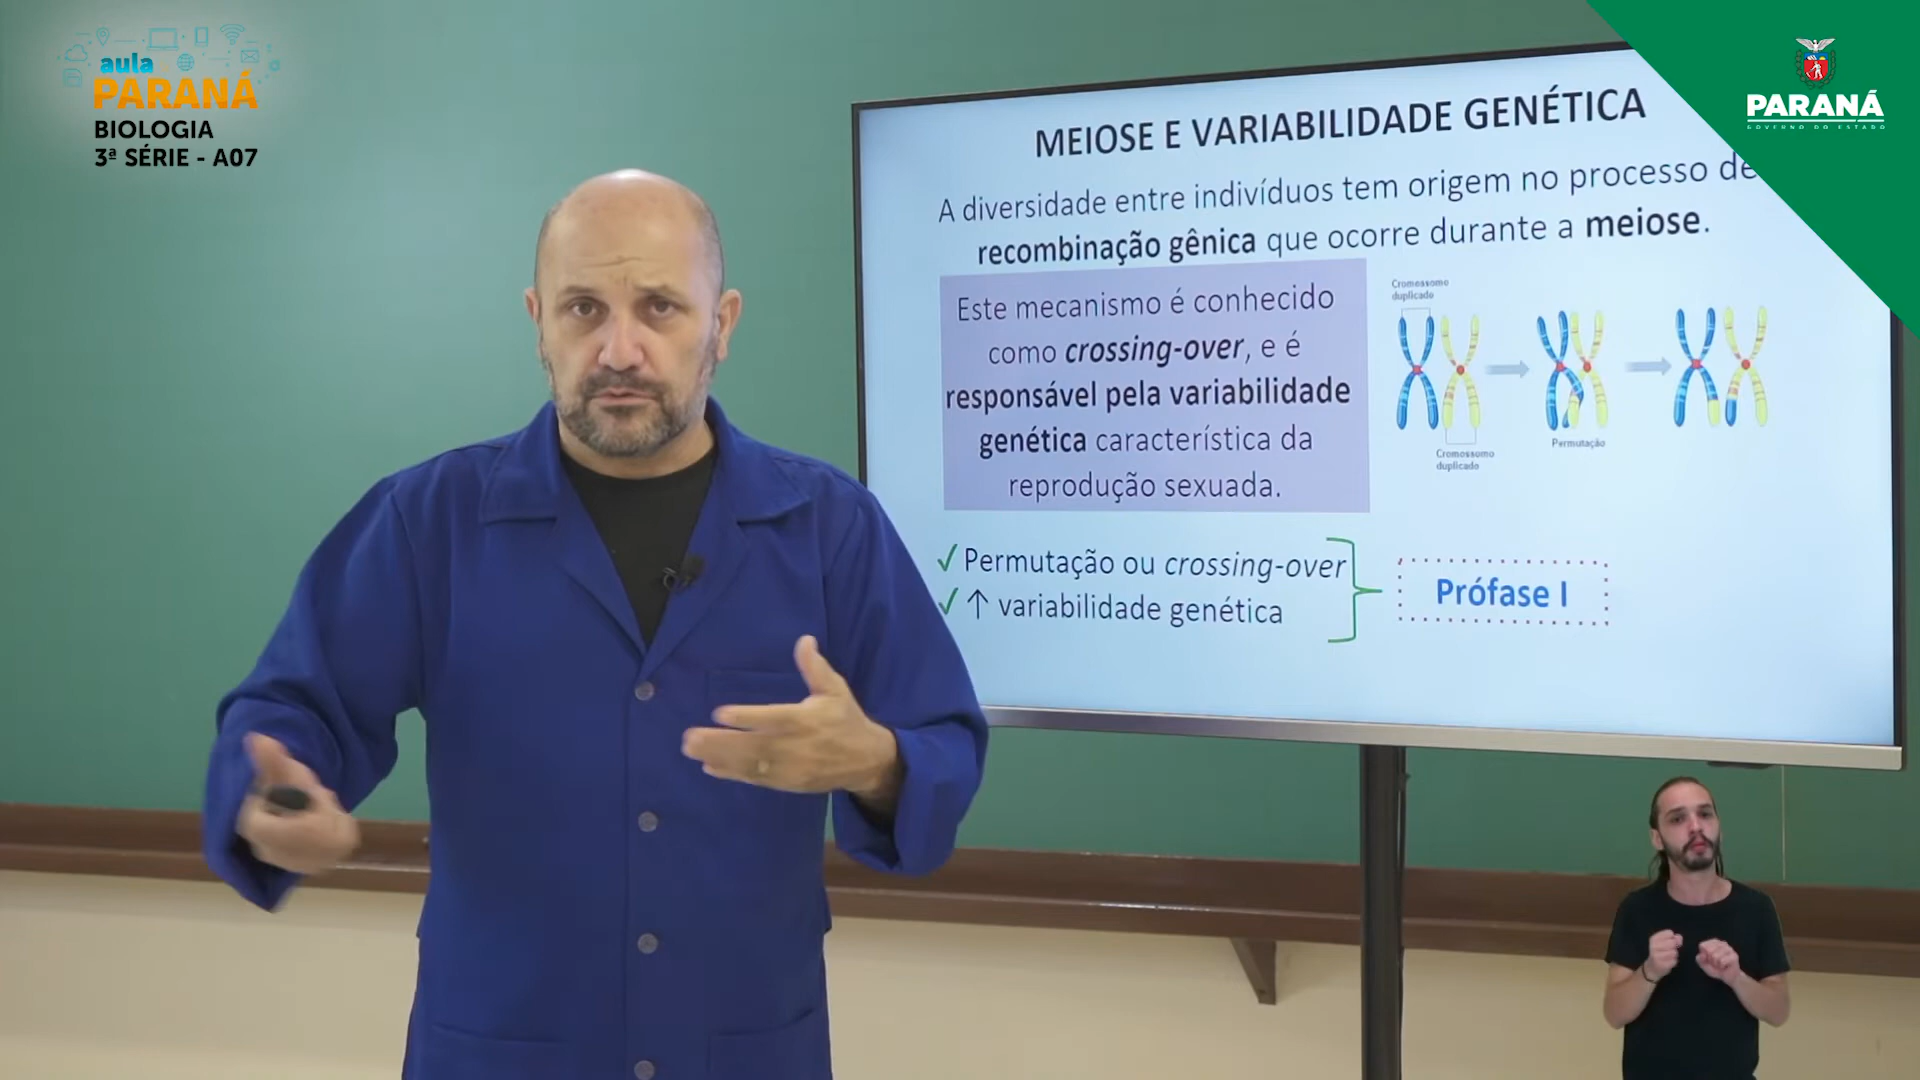 aula
PARANÁ
BIOLOGIA
3ª SÉRIE - A07
PARANÁ
GOVERNO DO ESTADO
MEIOSE E VARIABILIDADE GENÉTICA
A diversidade entre indivíduos tem origem no processo de
recombinação gênica que ocorre durante a meiose.
Este mecanismo é conhecido
como crossing-over, e é
responsável pela variabilidade
genética característica da
reprodução sexuada.
Cromossomo
duplicado
Cromossomo
duplicado
Permutação
✓ Permutação ou crossing-over
✓ ↑ variabilidade genética
Prófase I